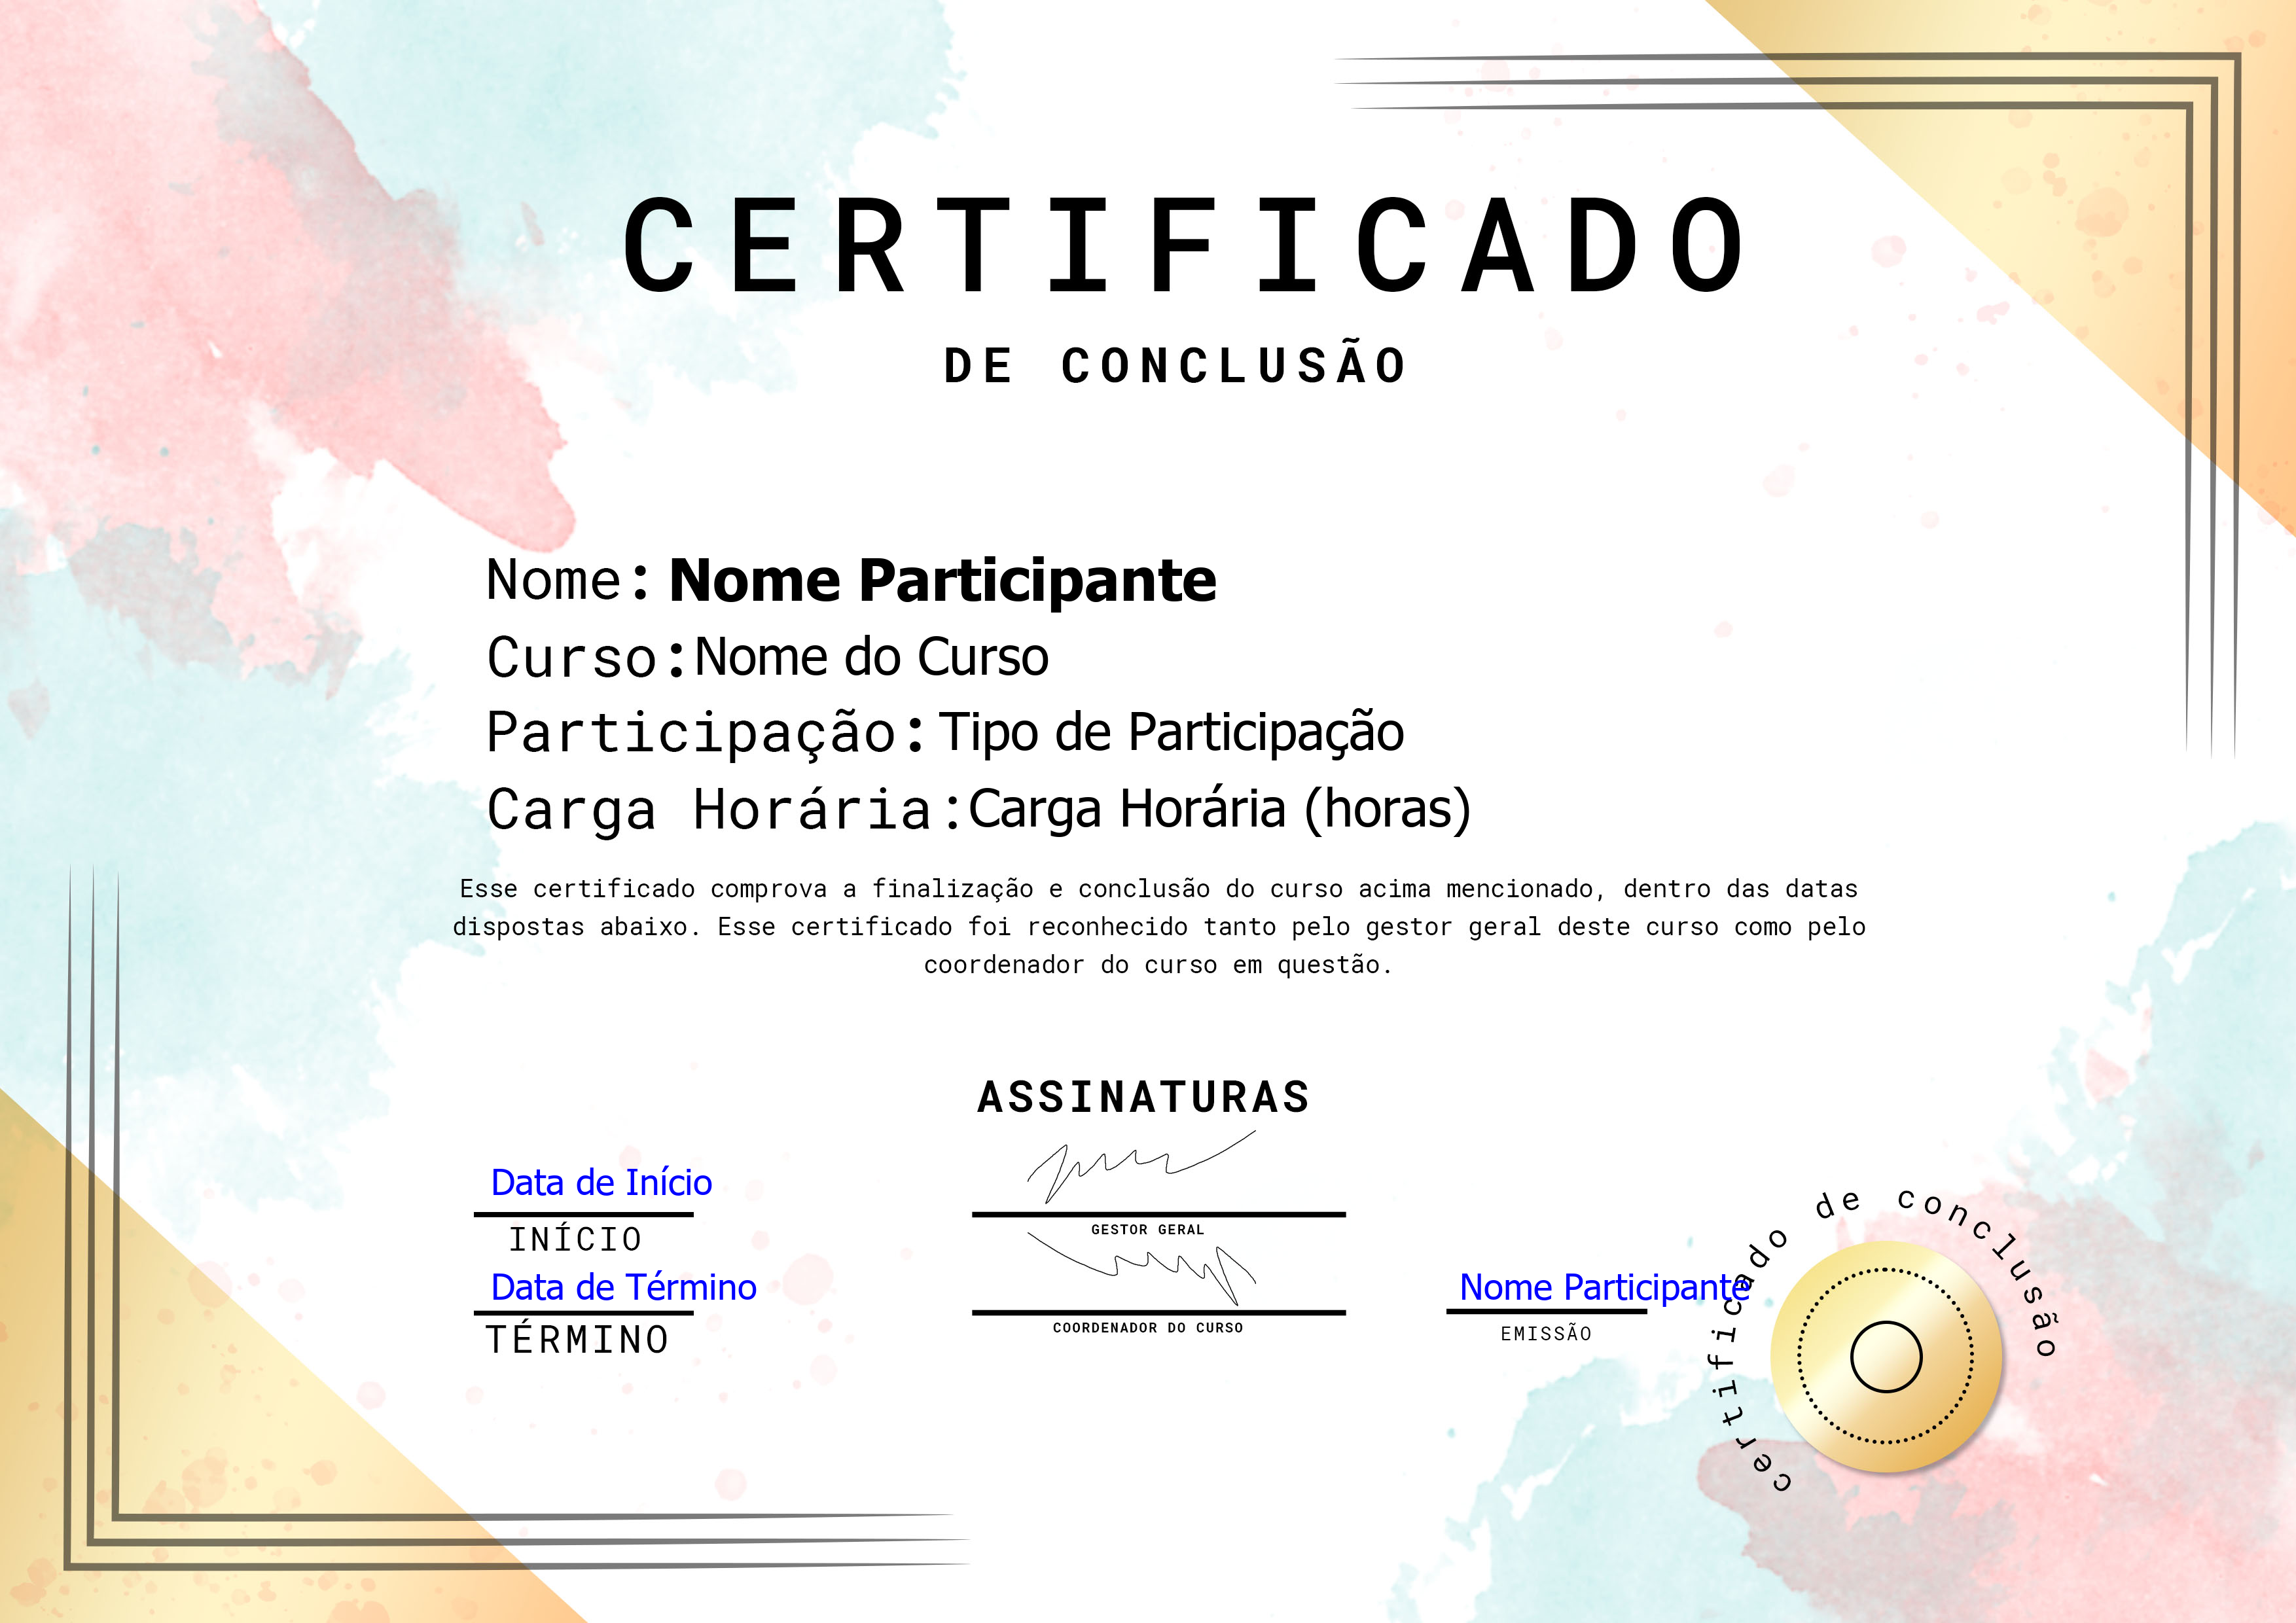 CERTIFICADO
DE CONCLUSÃO
Nome: Nome Participante
Curso: Nome do Curso
Participação: Tipo de Participação
Carga Horária: Carga Horária (horas)
Esse certificado comprova a finalização e conclusão do curso acima mencionado, dentro das datas
dispostas abaixo. Esse certificado foi reconhecido tanto pelo gestor geral deste curso como pelo
coordenador do curso em questão.
ASSINATURAS
Data de Início
INÍCIO
GESTOR GERAL
Data de Término
TÉRMINO
COORDENADOR DO CURSO
Nome Participante
EMISSÃO
certificado de conclusão